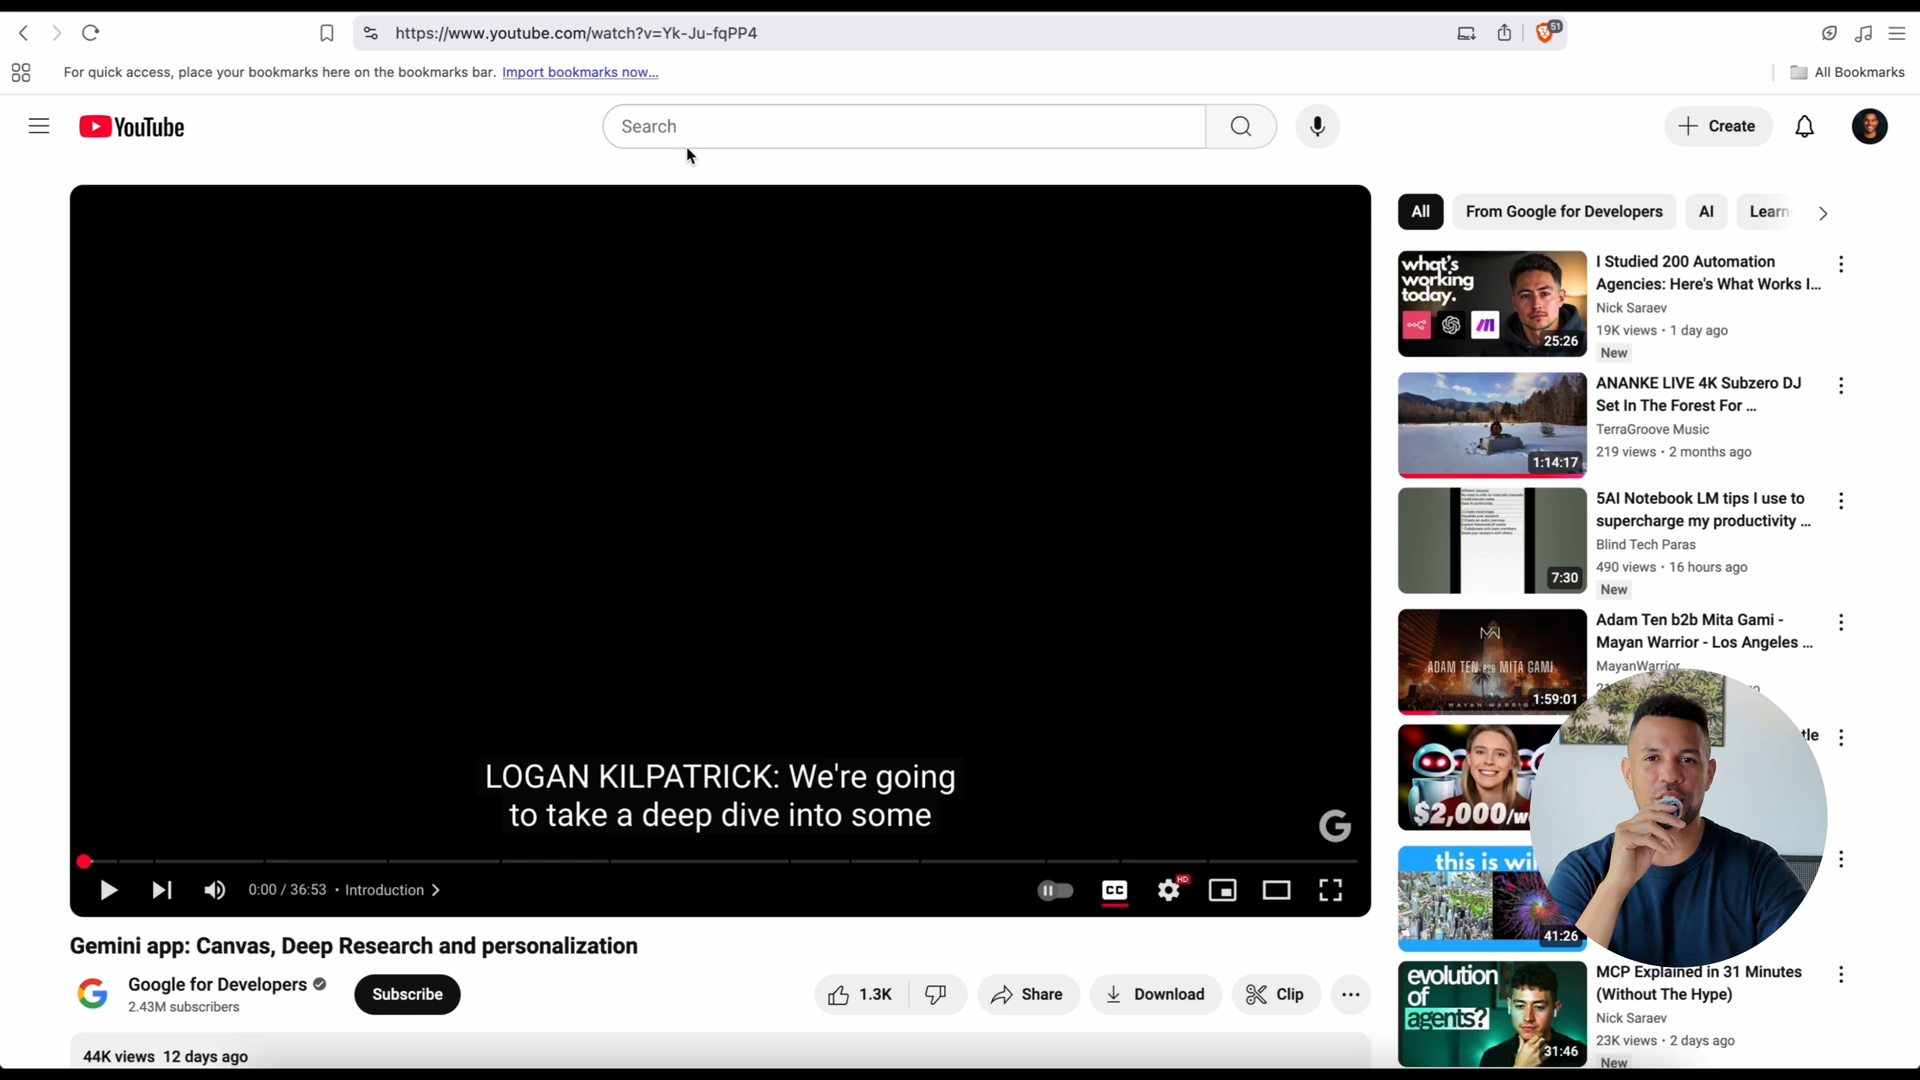 https://www.youtube.com/watch?v=Yk-Ju-fqPP4
51
For quick access, place your bookmarks here on the bookmarks bar. Import bookmarks now...
All Bookmarks
YouTube
Search
Create
LOGAN KILPATRICK: We're going
to take a deep dive into some
0:00 / 36:53 • Introduction
CC
HD
Gemini app: Canvas, Deep Research and personalization
Google for Developers
2.43M subscribers
Subscribe
1.3K
Share
Download
Clip
44K views 12 days ago
All
From Google for Developers
AI
Learn
what's
working
today.
25:26
I Studied 200 Automation
Agencies: Here's What Works I...
Nick Saraev
19K views • 1 day ago
New
1:14:17
ANANKE LIVE 4K Subzero DJ
Set In The Forest For ...
TerraGroove Music
219 views • 2 months ago
7:30
5AI Notebook LM tips I use to
supercharge my productivity ...
Blind Tech Paras
490 views • 16 hours ago
New
ADAM TEN B2B MITA GAMI
MAYAN WARRIOR
1:59:01
Adam Ten b2b Mita Gami -
Mayan Warrior - Los Angeles ...
MayanWarrior
$2,000/w
tle
this is wi
41:26
evolution
of
agents?
31:46
MCP Explained in 31 Minutes
(Without The Hype)
Nick Saraev
23K views • 2 days ago
New